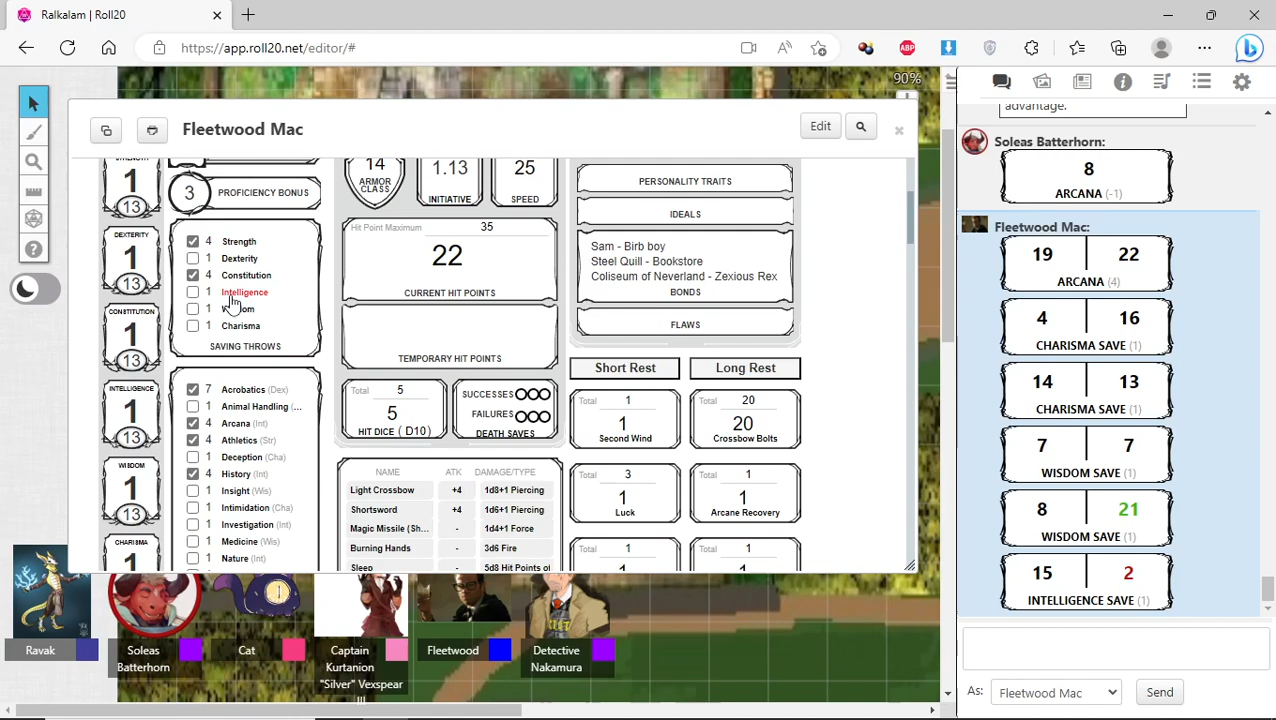 Ralkalam | Roll20
https://app.roll20.net/editor/#
ABP
90%
Fleetwood Mac
Edit
STRENGTH
1
13
DEXTERITY
1
13
CONSTITUTION
1
13
INTELLIGENCE
1
13
WISDOM
1
13
CHARISMA
3 PROFICIENCY BONUS
4 Strength
1 Dexterity
4 Constitution
1 Intelligence
1
1 Charisma
SAVING THROWS
7 Acrobatics (Dex)
1 Animal Handling (...
4 Arcana (Int)
4 Athletics (Str)
1 Deception (Cha)
4 History (Int)
1 Insight (Wis)
1 Intimidation (Cha)
1 Investigation (Int)
1 Medicine (Wis)
1 Nature (Int)
14
ARMOR
CLASS
1.13
INITIATIVE
25
SPEED
Hit Point Maximum 35
22
CURRENT HIT POINTS
TEMPORARY HIT POINTS
Total 5
5
HIT DICE ( D10)
SUCCESSES
FAILURES
DEATH SAVES
NAME ATK DAMAGE/TYPE
Light Crossbow +4 1d8+1 Piercing
Shortsword +4 1d6+1 Piercing
Magic Missile (Sh... - 1d4+1 Force
Burning Hands - 3d6 Fire
Sleep - 5d8 Hit Points of
PERSONALITY TRAITS
IDEALS
Sam - Birb boy
Steel Quill - Bookstore
Coliseum of Neverland - Zexious Rex
BONDS
FLAWS
Short Rest
Long Rest
Total 1
1
Second Wind
Total 20
20
Crossbow Bolts
Total 3
1
Luck
Total 1
1
Arcane Recovery
Total 1
1
Total 1
1
Ravak
Soleas
Batterhorn
Cat
Captain
Kurtanion
"Silver" Vexspear
Fleetwood
Detective
Nakamura
advantage.
Soleas Batterhorn:
8
ARCANA (-1)
Fleetwood Mac:
19 22
ARCANA (4)
4 16
CHARISMA SAVE (1)
14 13
CHARISMA SAVE (1)
7 7
WISDOM SAVE (1)
8 21
WISDOM SAVE (1)
15 2
INTELLIGENCE SAVE (1)
As: Fleetwood Mac
Send